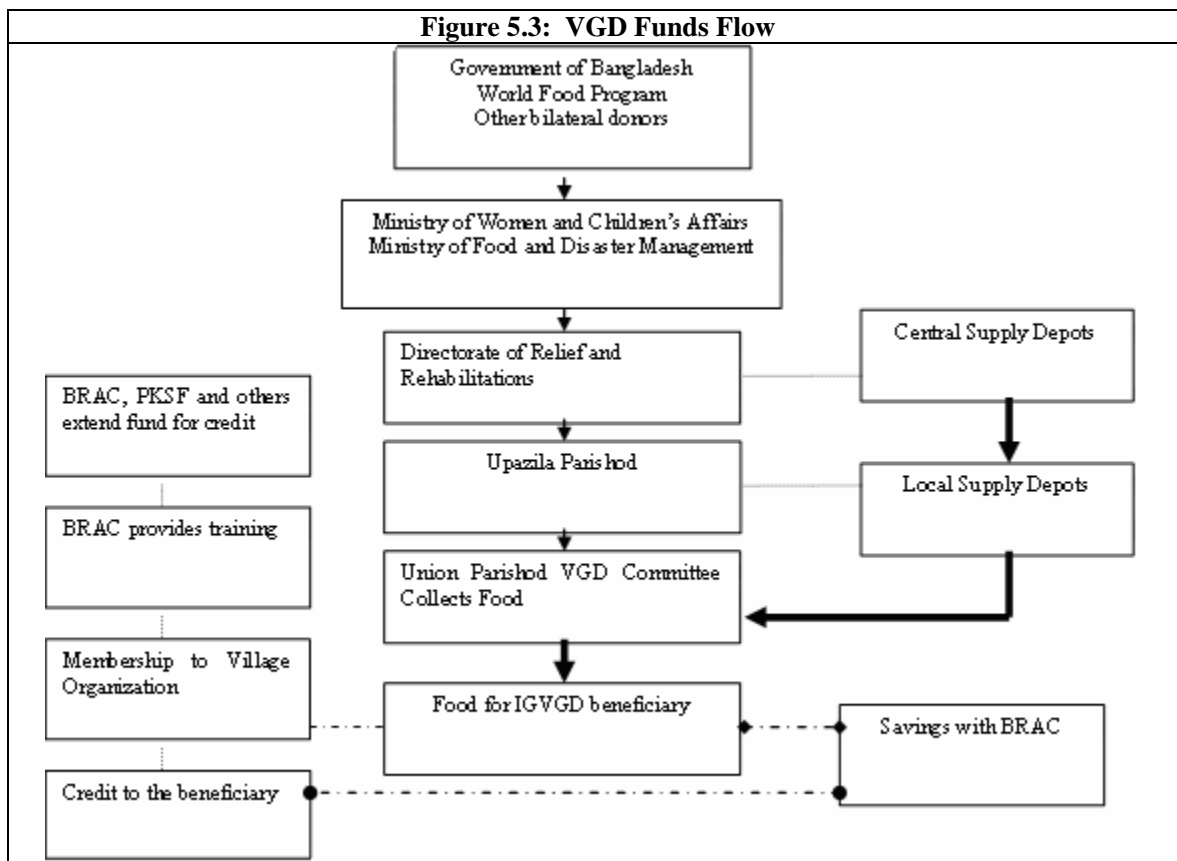 Figure 5.3: VGD Funds Flow
Government of Bangladesh
World Food Program
Other bilateral donors
Ministry of Women and Children's Affairs
Ministry of Food and Disaster Management
Directorate of Relief and
Rehabilitations
Central Supply Depots
BRAC, PKSF and others
extend fund for credit
Upazila Parishod
Local Supply Depots
BRAC provides training
Union Parishod VGD Committee
Collects Food
Membership to Village
Organization
Food for IGVGD beneficiary
Savings with BRAC
Credit to the beneficiary